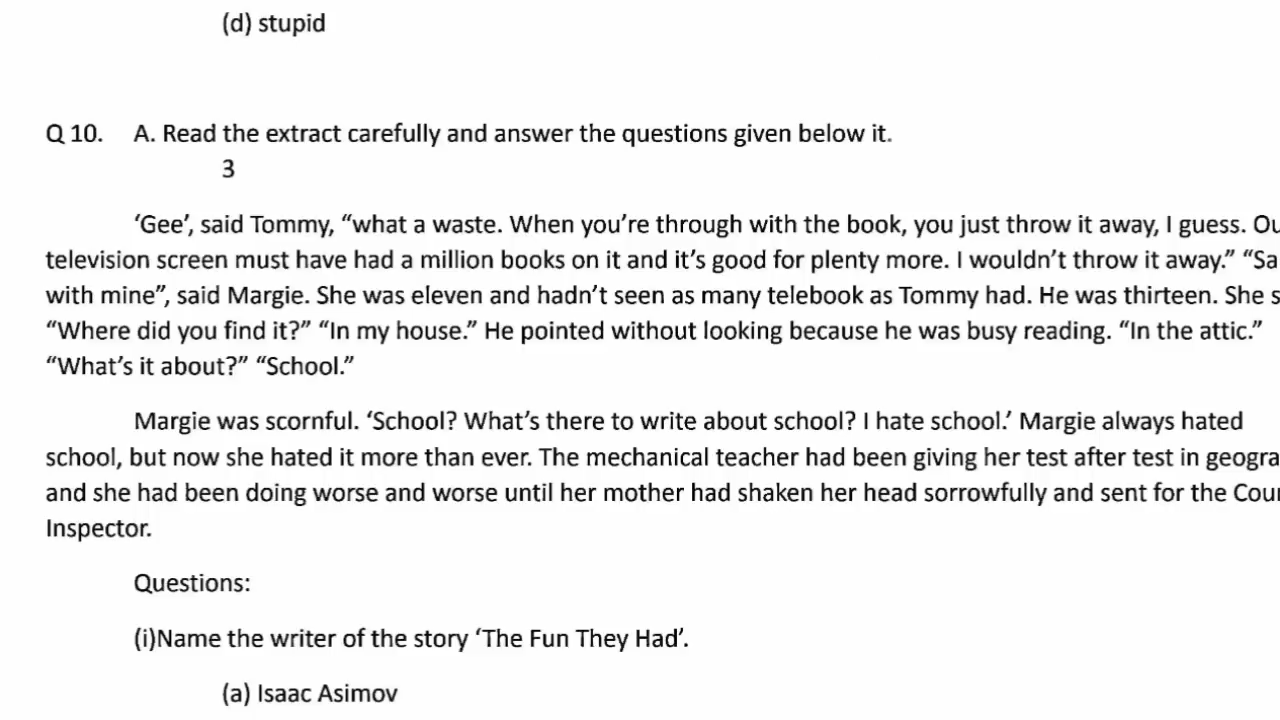 (d) stupid
Q 10. A. Read the extract carefully and answer the questions given below it.
3
‘Gee’, said Tommy, “what a waste. When you’re through with the book, you just throw it away, I guess.
television screen must have had a million books on it and it’s good for plenty more. I wouldn’t throw it away.”
with mine”, said Margie. She was eleven and hadn’t seen as many telebook as Tommy had. He was thirteen. She
“Where did you find it?” “In my house.” He pointed without looking because he was busy reading. “In the attic.”
“What’s it about?” “School.”
Margie was scornful. ‘School? What’s there to write about school? I hate school.’ Margie always hated
school, but now she hated it more than ever. The mechanical teacher had been giving her test after test in
and she had been doing worse and worse until her mother had shaken her head sorrowfully and sent for the
Inspector.
Questions:
(i)Name the writer of the story ‘The Fun They Had’.
(a) Isaac Asimov